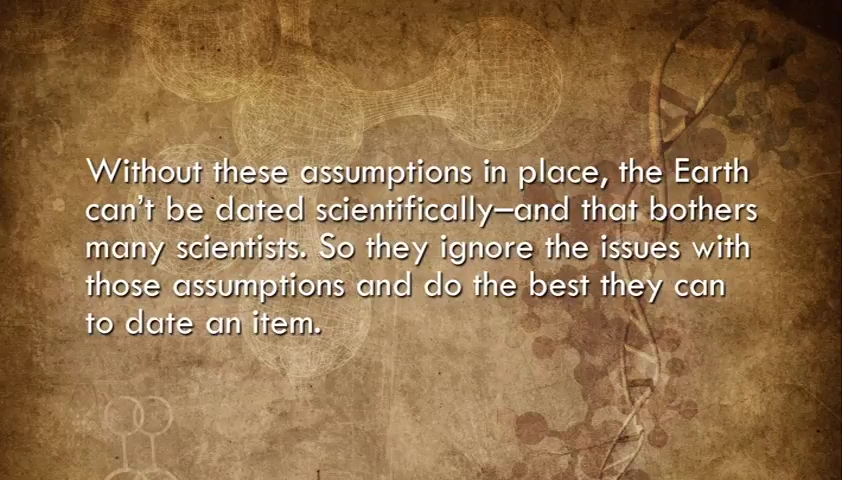 Without these assumptions in place, the Earth
can't be dated scientifically–and that bothers
many scientists. So they ignore the issues with
those assumptions and do the best they can
to date an item.